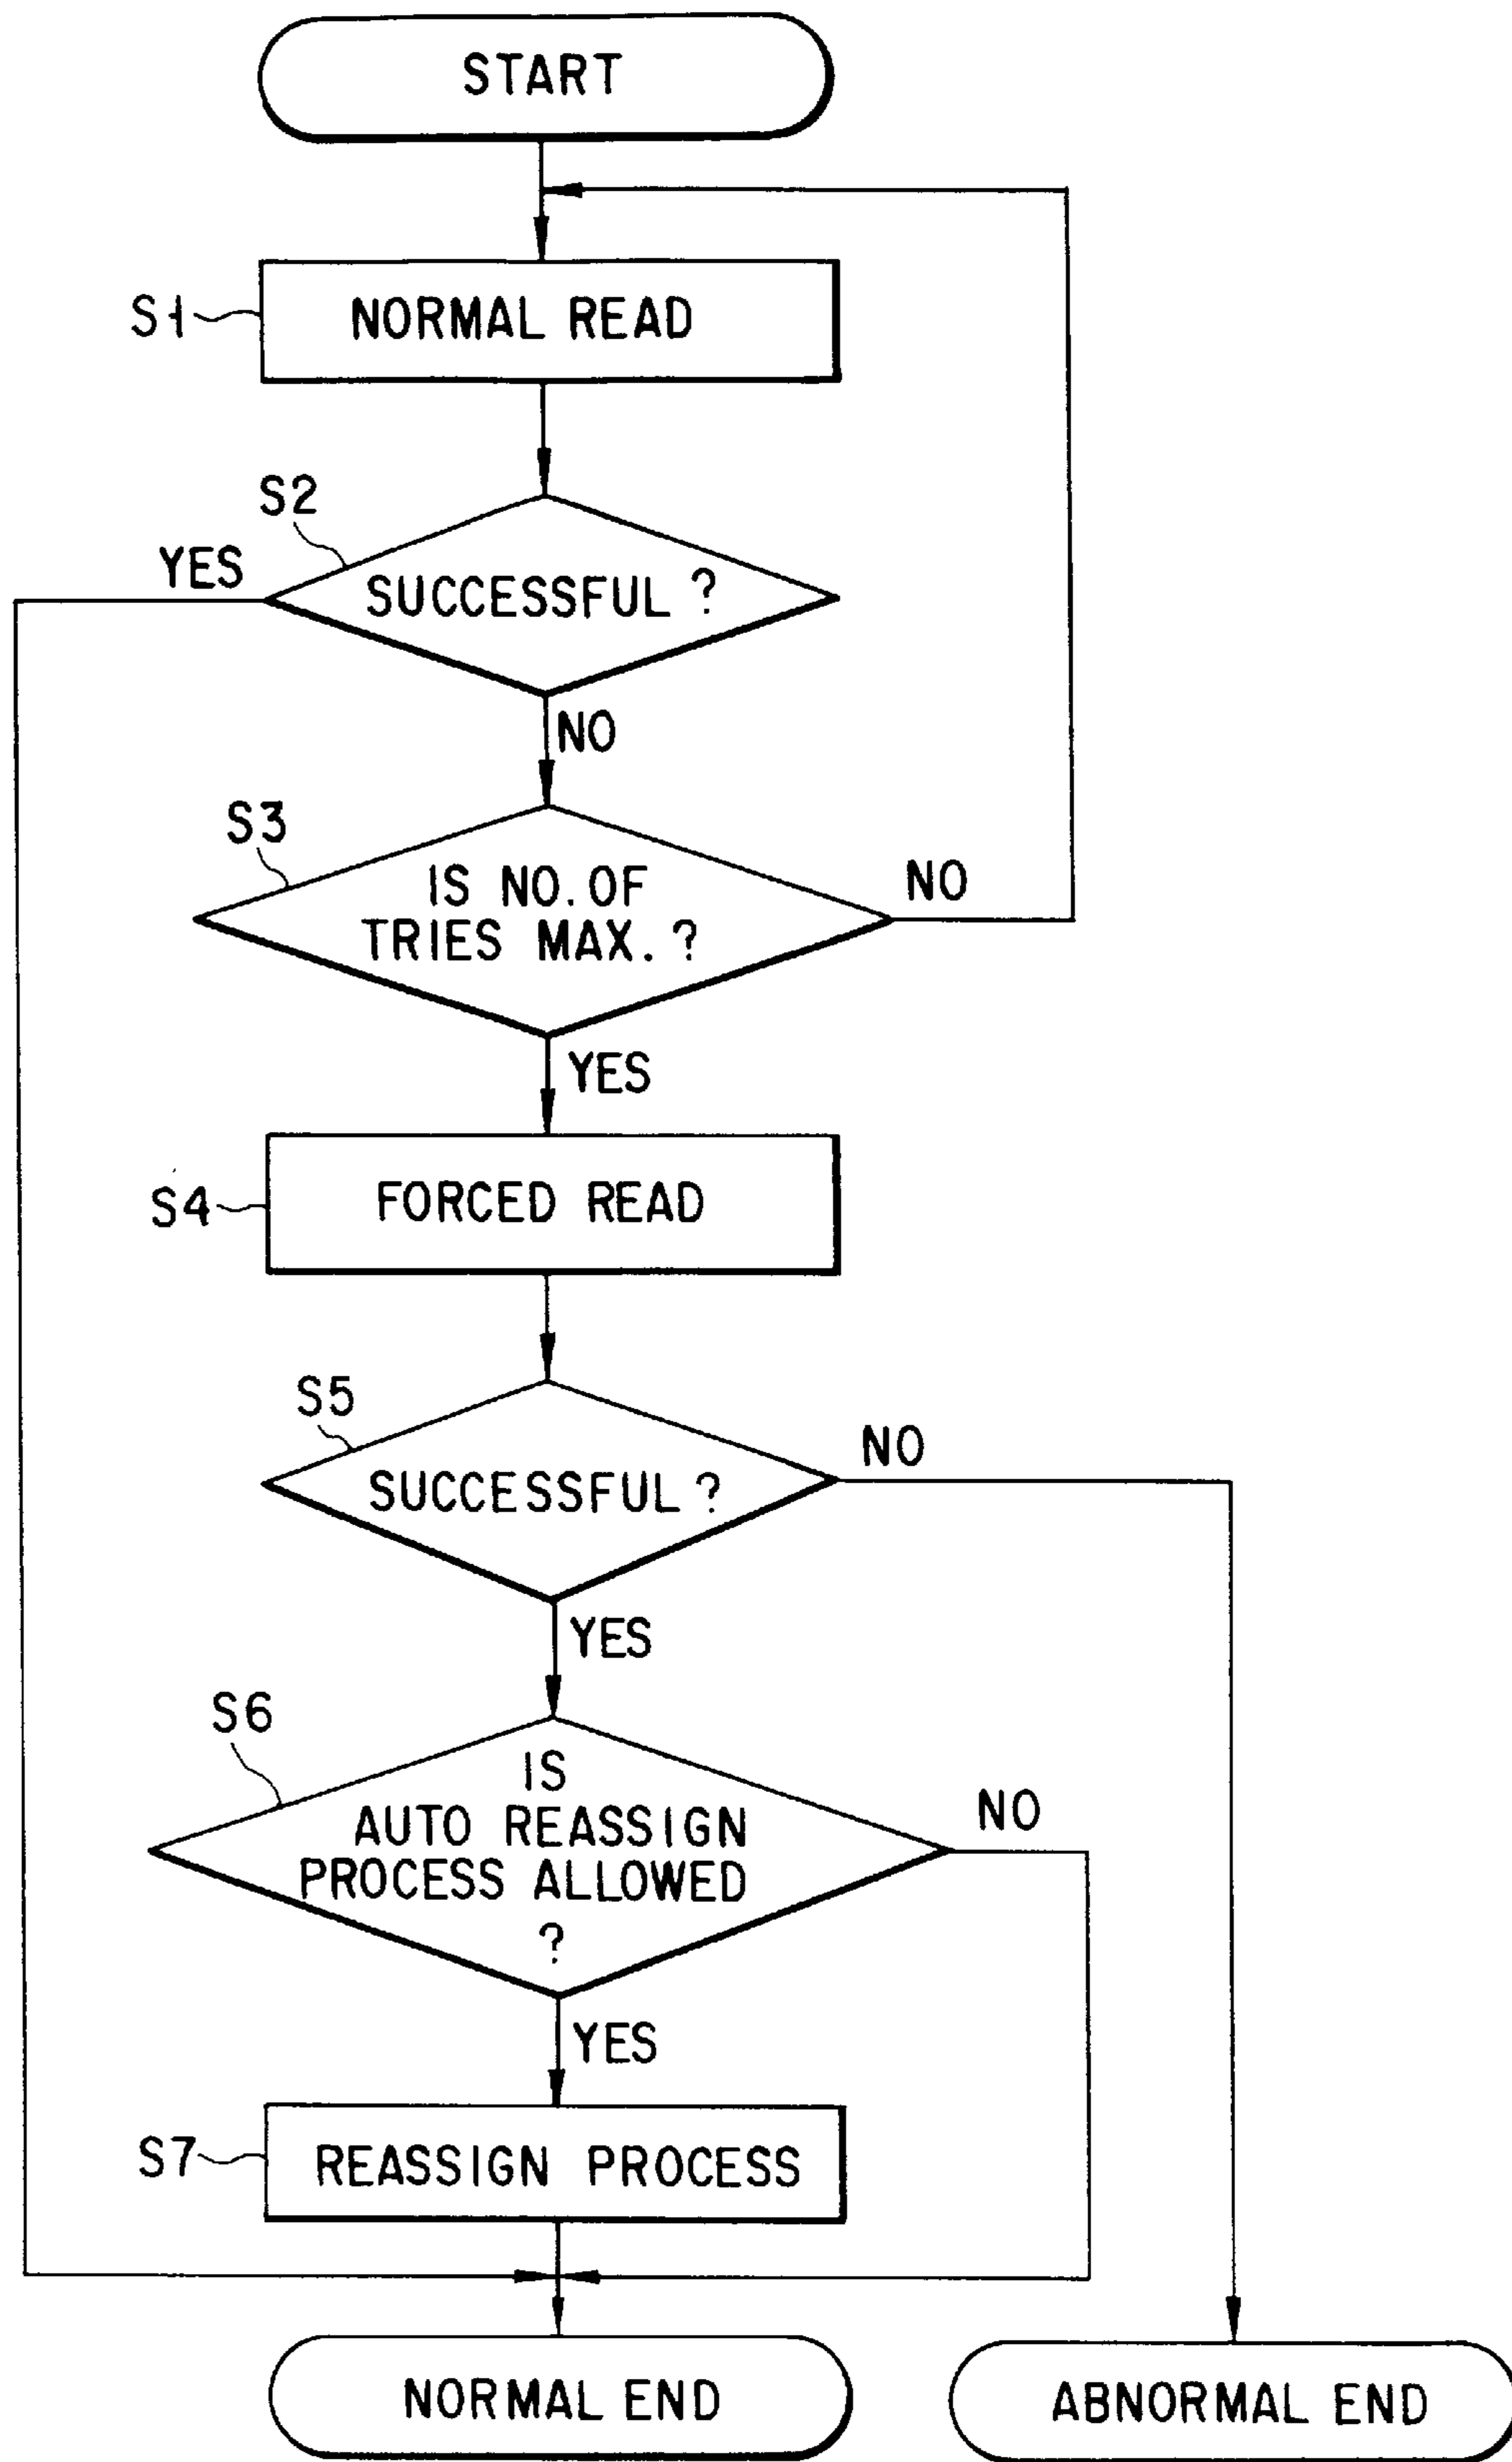 START
S1
NORMAL READ
S2
YES
SUCCESSFUL ?
NO
S3
IS NO. OF
TRIES MAX. ?
NO
YES
S4
FORCED READ
S5
NO
SUCCESSFUL ?
YES
S6
IS
AUTO REASSIGN
PROCESS ALLOWED
?
NO
YES
S7
REASSIGN PROCESS
NORMAL END
ABNORMAL END